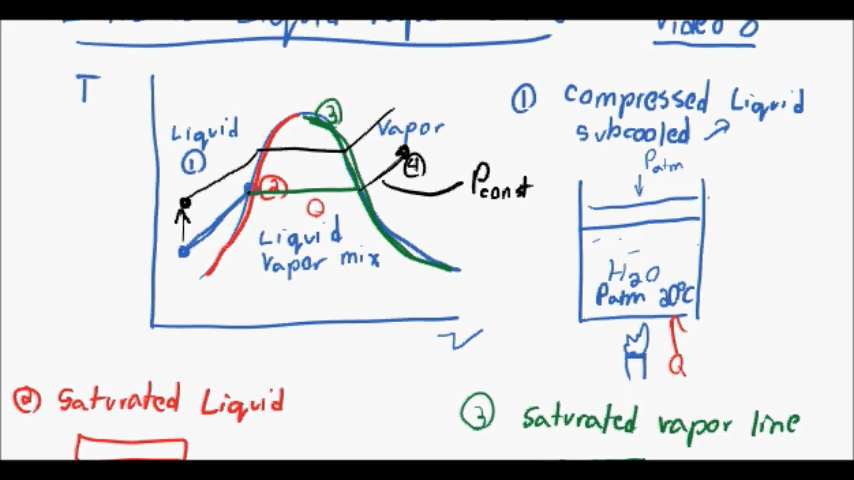 Liquid
Video 8
T
Liquid
①
③
Vapor
④
②
Q
Liquid
Vapor mix
Pconst
v
① compressed Liquid
subcooled
Patm
H2O
Patm 20°C
Q
② Saturated Liquid
③ saturated vapor line